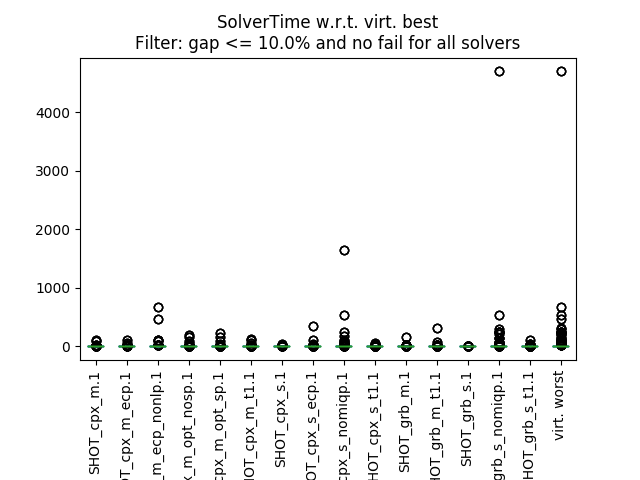 SolverTime w.r.t. virt. best
Filter: gap <= 10.0% and no fail for all solvers
4000
3000
2000
1000
0
SHOT_cpx_m.1
OT_cpx_m_ecp.1
_m_ecp_nonlp.1
x_m_opt_nosp.1
cpx_m_opt_sp.1
HOT_cpx_m_t1.1
SHOT_cpx_s.1
OT_cpx_s_ecp.1
cpx_s_nomiqp.1
HOT_cpx_s_t1.1
SHOT_grb_m.1
HOT_grb_m_t1.1
SHOT_grb_s.1
grb_s_nomiqp.1
HOT_grb_s_t1.1
virt. worst